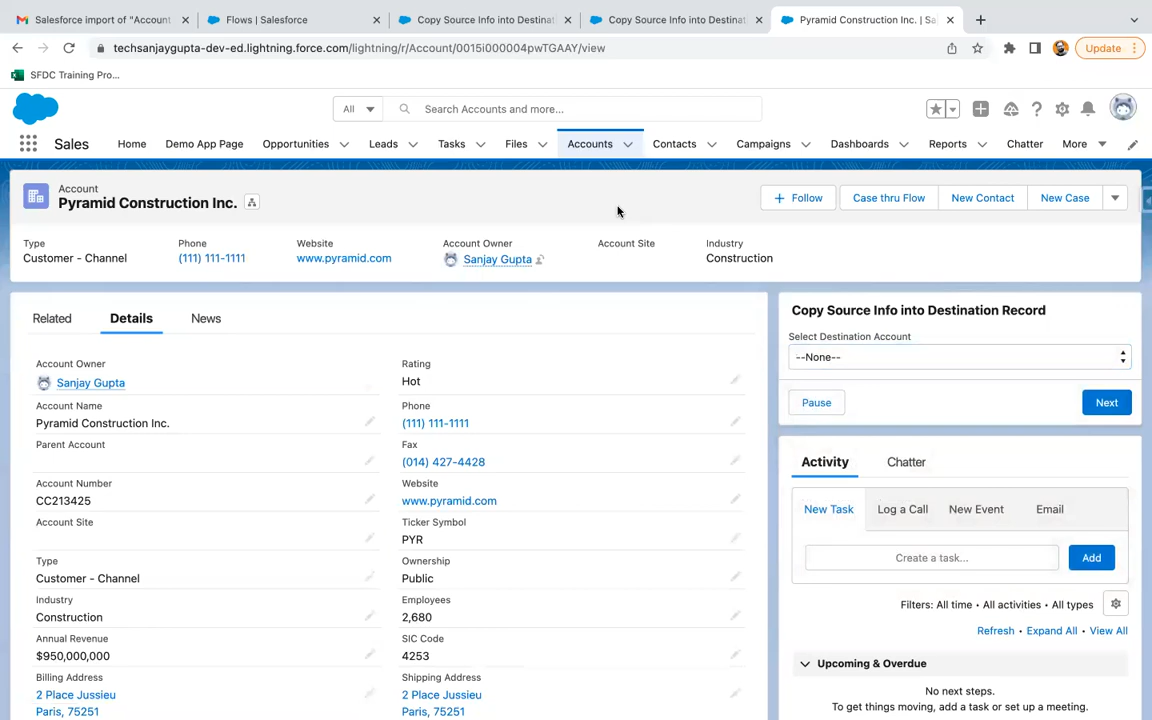 Salesforce import of "Account
Flows | Salesforce
Copy Source Info into Destinat
Copy Source Info into Destinat
Pyramid Construction Inc. | Sa
techsanjaygupta-dev-ed.lightning.force.com/lightning/r/Account/0015i000004pwTGAAY/view
Update
SFDC Training Pro...
All
Search Accounts and more...
Sales
Home
Demo App Page
Opportunities
Leads
Tasks
Files
Accounts
Contacts
Campaigns
Dashboards
Reports
Chatter
More
Account
Pyramid Construction Inc.
+ Follow
Case thru Flow
New Contact
New Case
Type
Customer - Channel
Phone
(111) 111-1111
Website
www.pyramid.com
Account Owner
Sanjay Gupta
Account Site
Industry
Construction
Related
Details
News
Account Owner
Sanjay Gupta
Rating
Hot
Account Name
Pyramid Construction Inc.
Phone
(111) 111-1111
Parent Account
Fax
(014) 427-4428
Account Number
CC213425
Website
www.pyramid.com
Account Site
Ticker Symbol
PYR
Type
Customer - Channel
Ownership
Public
Industry
Construction
Employees
2,680
Annual Revenue
$950,000,000
SIC Code
4253
Billing Address
2 Place Jussieu
Paris, 75251
Shipping Address
2 Place Jussieu
Paris, 75251
Copy Source Info into Destination Record
Select Destination Account
--None--
Pause
Next
Activity
Chatter
New Task
Log a Call
New Event
Email
Create a task...
Add
Filters: All time • All activities • All types
Refresh • Expand All • View All
Upcoming & Overdue
No next steps.
To get things moving, add a task or set up a meeting.